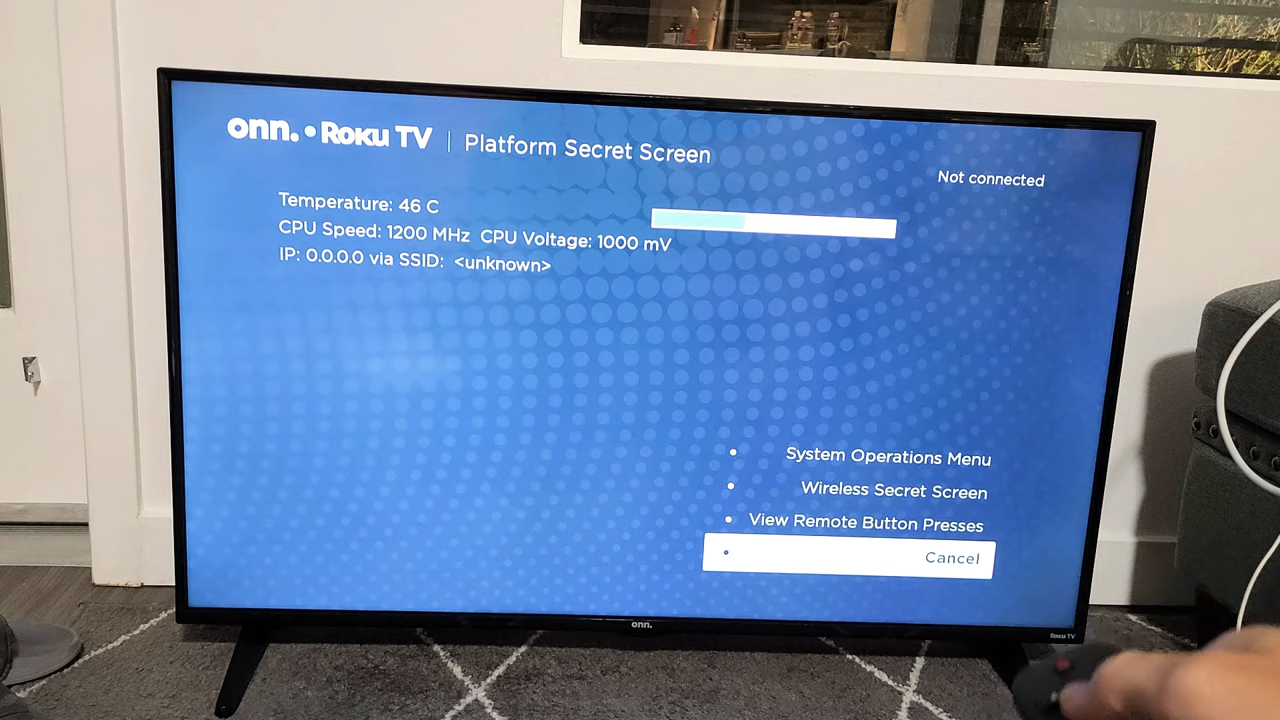 onn. • Roku TV | Platform Secret Screen
Not connected
Temperature: 46 C
CPU Speed: 1200 MHz CPU Voltage: 1000 mV
IP: 0.0.0.0 via SSID: <unknown>
• System Operations Menu
• Wireless Secret Screen
• View Remote Button Presses
• Cancel
onn.
Roku TV